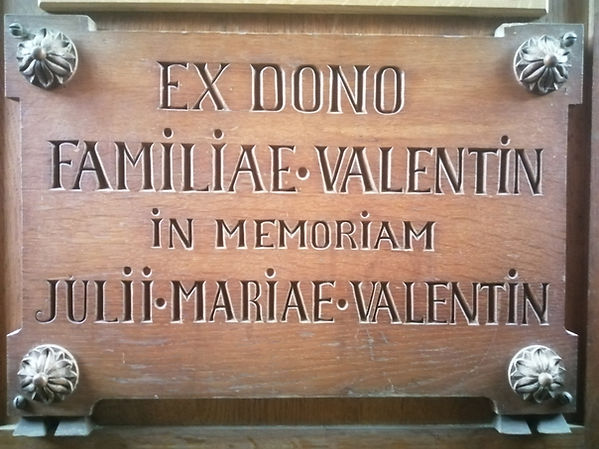 EX DONO
FAMiLiAE·VALENTiN
iN MEMORiAM
JULii·MARiAE·VALENTiN